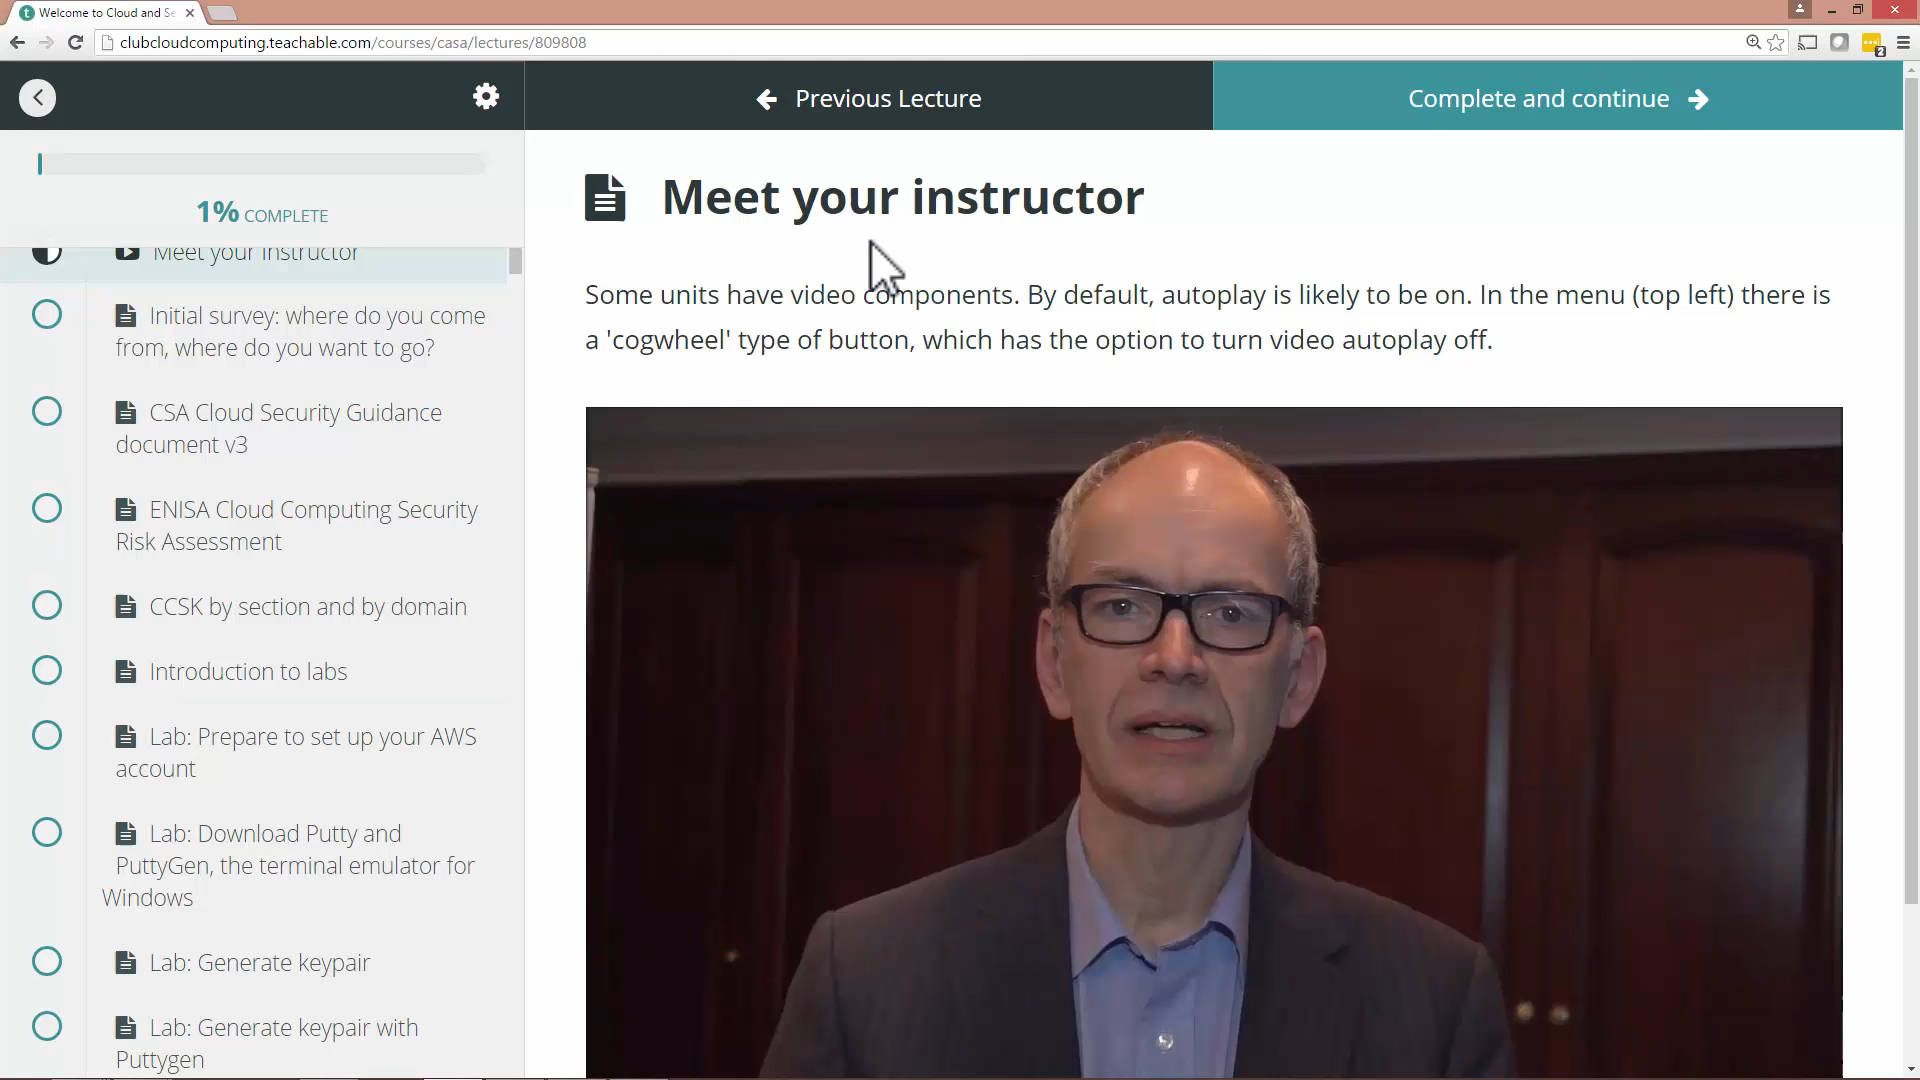 Welcome to Cloud and Se
clubcloudcomputing.teachable.com/courses/casa/lectures/809808
2
Previous Lecture
Complete and continue
1% COMPLETE
Meet your instructor
Initial survey: where do you come
from, where do you want to go?
CSA Cloud Security Guidance
document v3
ENISA Cloud Computing Security
Risk Assessment
CCSK by section and by domain
Introduction to labs
Lab: Prepare to set up your AWS
account
Lab: Download Putty and
PuttyGen, the terminal emulator for
Windows
Lab: Generate keypair
Lab: Generate keypair with
Puttygen
Meet your instructor
Some units have video components. By default, autoplay is likely to be on. In the menu (top left) there is
a 'cogwheel' type of button, which has the option to turn video autoplay off.